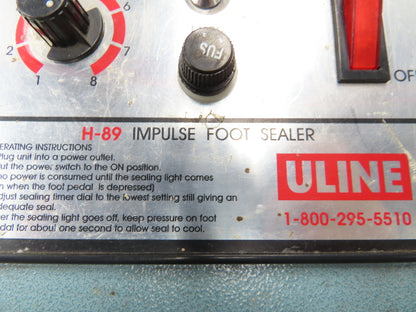 2
7
1
8
FUS
OF
H-89 IMPULSE FOOT SEALER
ERATING INSTRUCTIONS
Plug unit into a power outlet.
ut the power switch to the ON position.
o power is consumed until the sealing light comes
n when the foot pedal is depressed)
djust sealing timer dial to the lowest setting still giving an
dequate seal.
er the sealing light goes off, keep pressure on foot
dal for about one second to allow seal to cool.
ULINE
1-800-295-5510